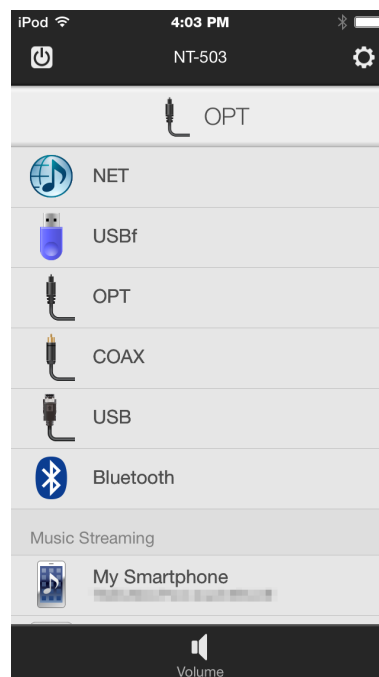 iPod 4:03 PM
NT-503
OPT
NET
USBf
OPT
COAX
USB
Bluetooth
Music Streaming
My Smartphone
Volume